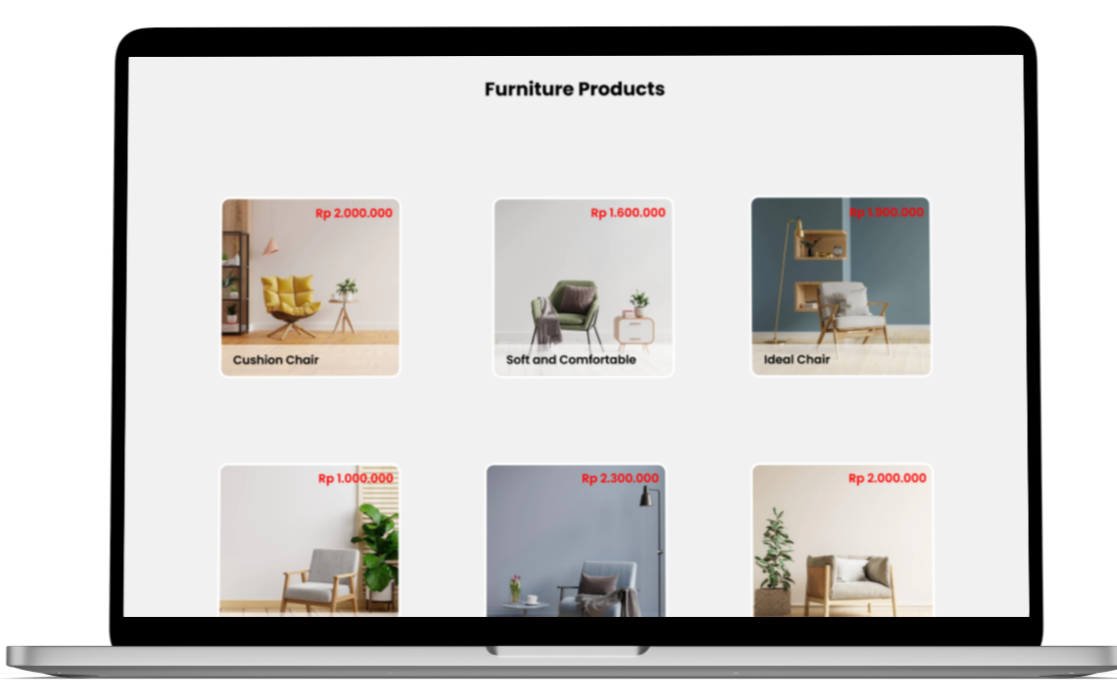 Furniture Products
Rp 2.000.000
Rp 1.600.000
Rp 1.900.000
Cushion Chair
Soft and Comfortable
Ideal Chair
Rp 1.000.000
Rp 2.300.000
Rp 2.000.000